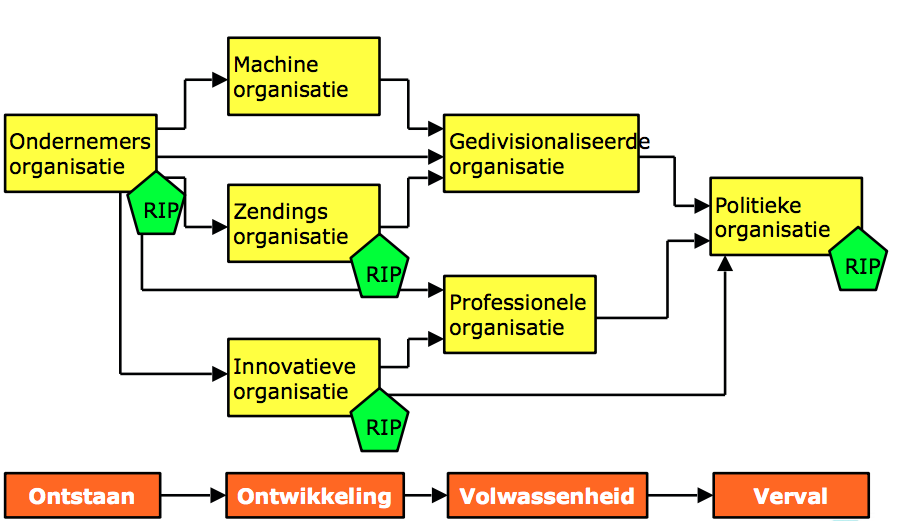 Machine
organisatie
Ondernemers
organisatie
RIP
Gedivisionaliseerde
organisatie
Zendings
organisatie
RIP
Politieke
organisatie
RIP
Professionele
organisatie
Innovatieve
organisatie
RIP
Ontstaan
Ontwikkeling
Volwassenheid
Verval